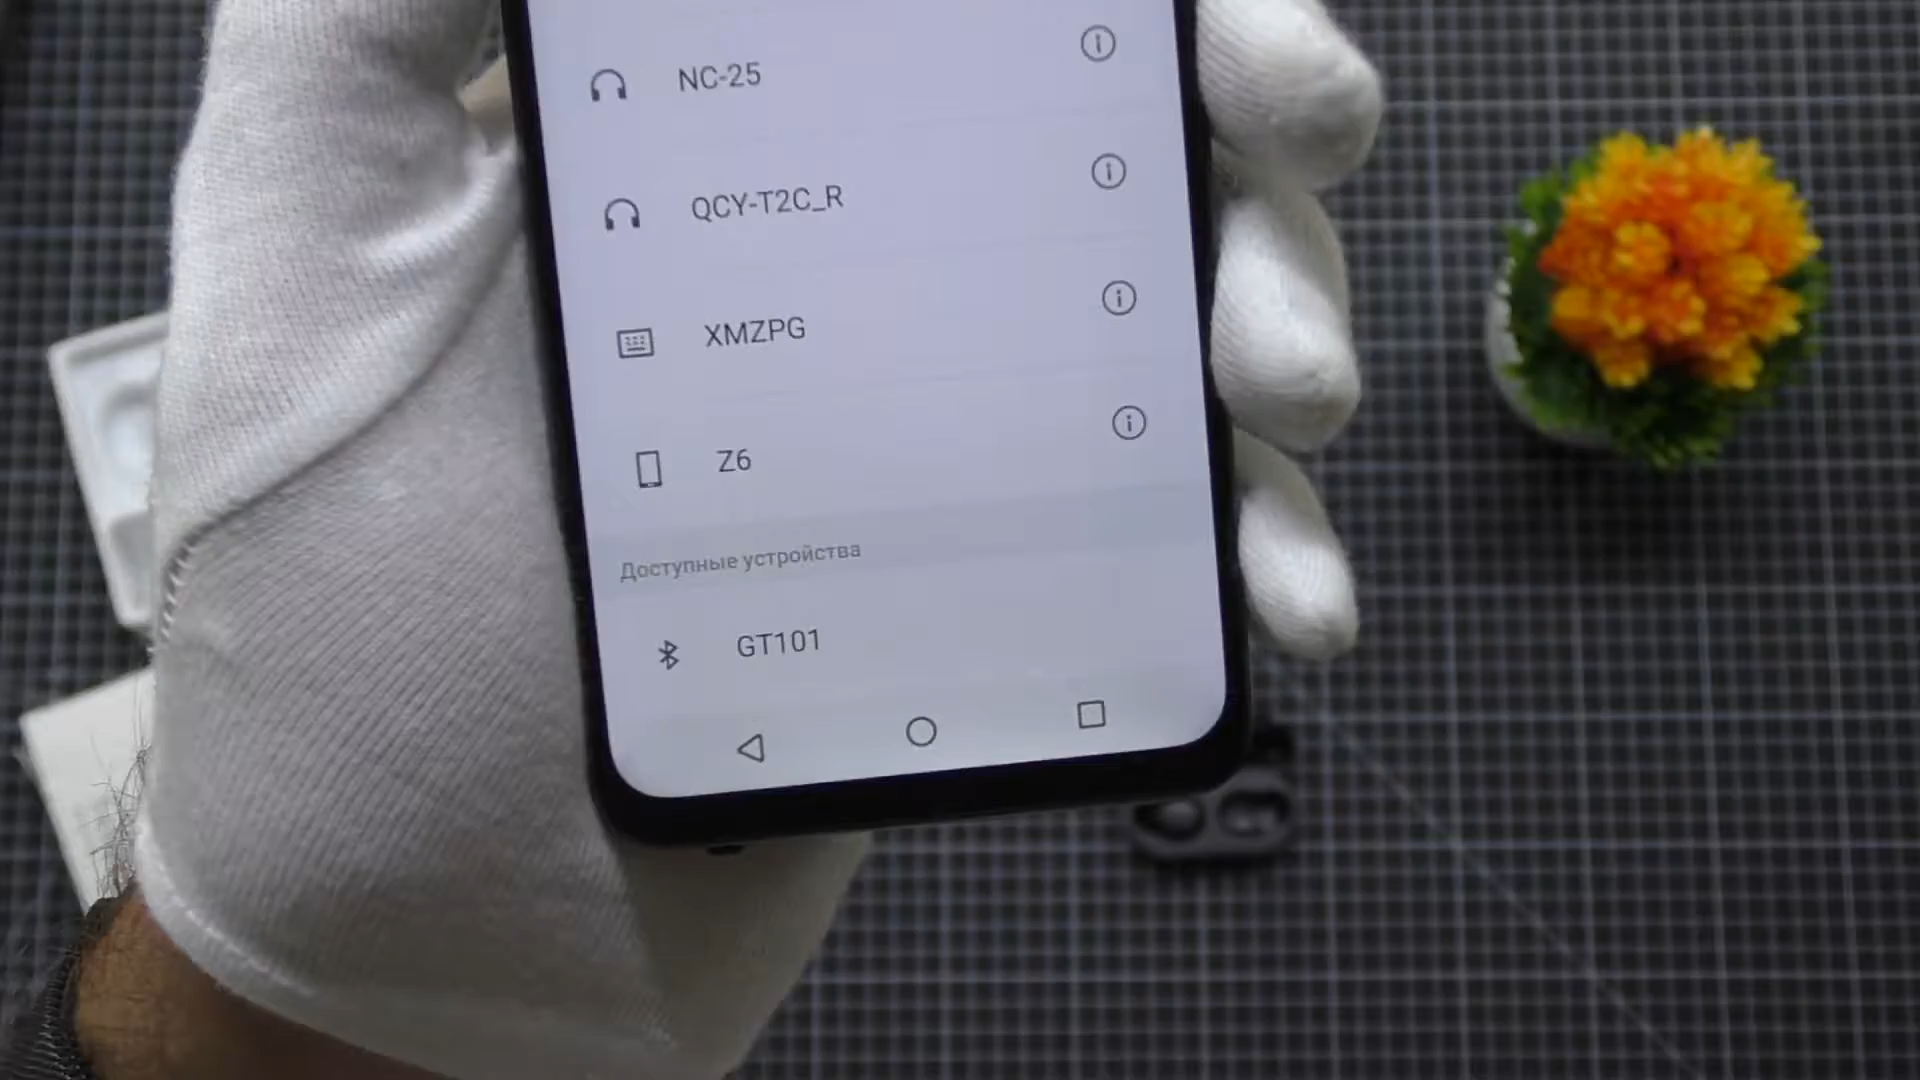 NC-25
QCY-T2C_R
XMZPG
Z6
Доступные устройства
GT101